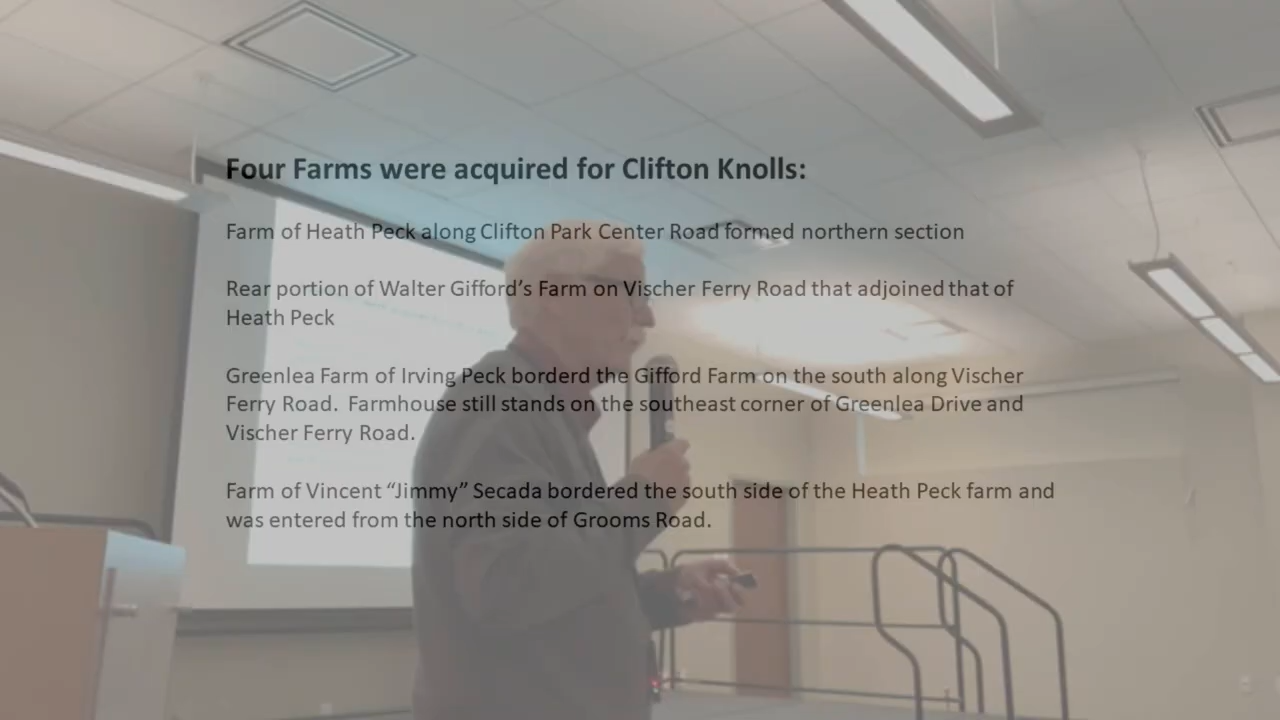 Four Farms were acquired for Clifton Knolls:
Farm of Heath Peck along Clifton Park Center Road formed northern section
Rear portion of Walter Gifford’s Farm on Vischer Ferry Road that adjoined that of
Heath Peck
Greenlea Farm of Irving Peck borderd the Gifford Farm on the south along Vischer
Ferry Road.  Farmhouse still stands on the southeast corner of Greenlea Drive and
Vischer Ferry Road.
Farm of Vincent “Jimmy” Secada bordered the south side of the Heath Peck farm and
was entered from the north side of Grooms Road.